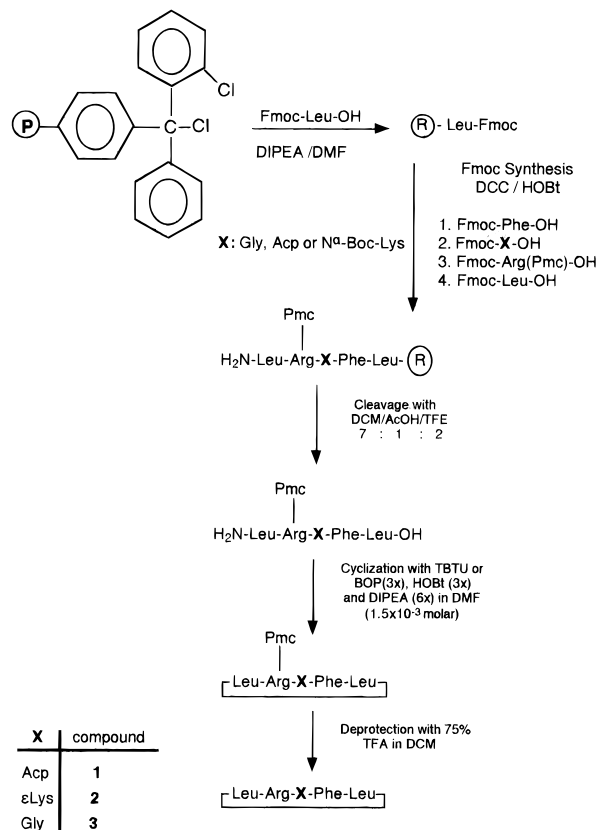 Cl
P
C
Cl
Fmoc-Leu-OH
DIPEA /DMF
R - Leu-Fmoc
Fmoc Synthesis
DCC / HOBt
1. Fmoc-Phe-OH
2. Fmoc-X-OH
3. Fmoc-Arg(Pmc)-OH
4. Fmoc-Leu-OH
X: Gly, Acp or Nα-Boc-Lys
Pmc
H2N-Leu-Arg-X-Phe-Leu- R
Cleavage with
DCM/AcOH/TFE
7 : 1 : 2
Pmc
H2N-Leu-Arg-X-Phe-Leu-OH
Cyclization with TBTU or
BOP(3x), HOBt (3x)
and DIPEA (6x) in DMF
(1.5x10-3 molar)
Pmc
Leu-Arg-X-Phe-Leu
Deprotection with 75%
TFA in DCM
Leu-Arg-X-Phe-Leu
X compound
Acp 1
εLys 2
Gly 3